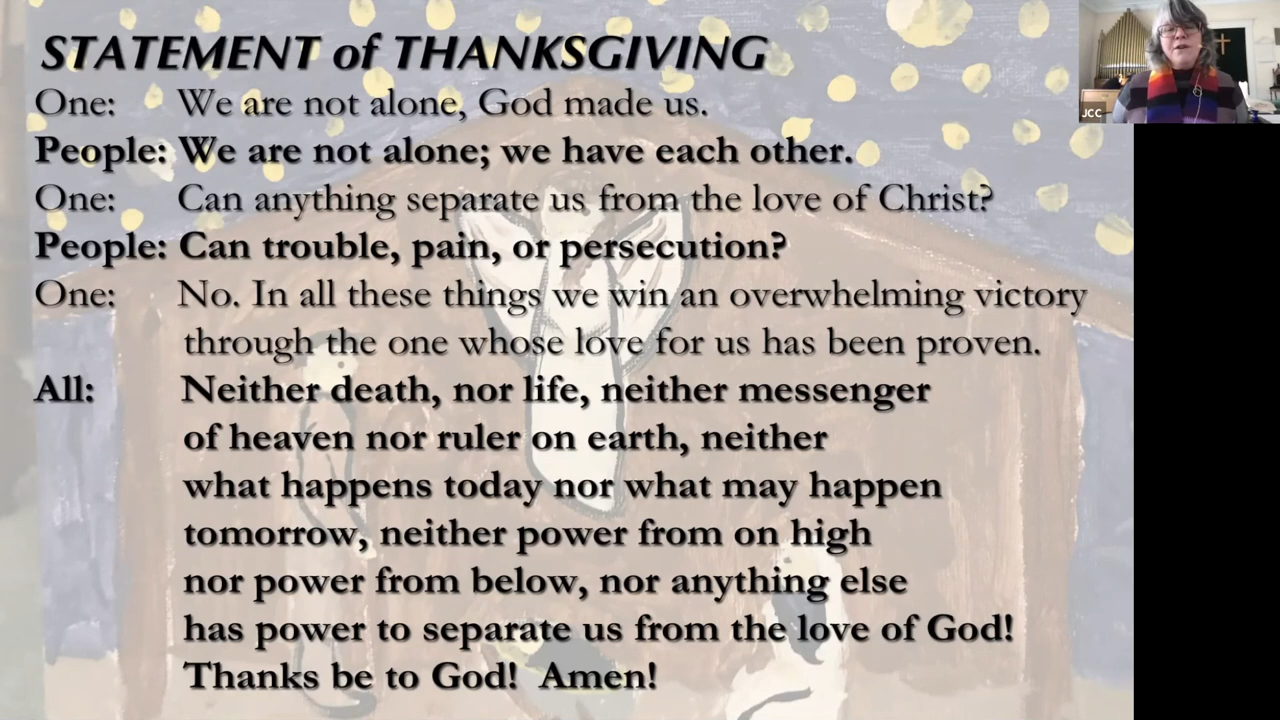 STATEMENT of THANKSGIVING
One: We are not alone, God made us.
People: We are not alone; we have each other.
One: Can anything separate us from the love of Christ?
People: Can trouble, pain, or persecution?
One: No. In all these things we win an overwhelming victory
through the one whose love for us has been proven.
All: Neither death, nor life, neither messenger
of heaven nor ruler on earth, neither
what happens today nor what may happen
tomorrow, neither power from on high
nor power from below, nor anything else
has power to separate us from the love of God!
Thanks be to God! Amen!
JCC